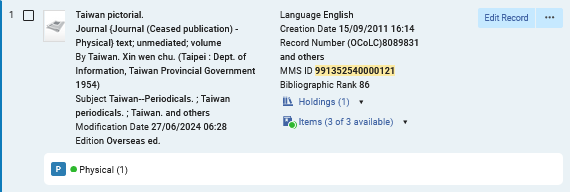 1
Taiwan pictorial.
Journal {Journal (Ceased publication) -
Physical} text; unmediated; volume
By Taiwan. Xin wen chu. (Taipei : Dept. of
Information, Taiwan Provincial Government
1954)
Subject Taiwan--Periodicals. ; Taiwan
periodicals. ; Taiwan. and others
Modification Date 27/06/2024 06:28
Edition Overseas ed.
Language English
Creation Date 15/09/2011 16:14
Record Number (OCoLC)8089831
and others
MMS ID 991352540000121
Bibliographic Rank 86
Holdings (1)
Items (3 of 3 available)
Edit Record
P Physical (1)